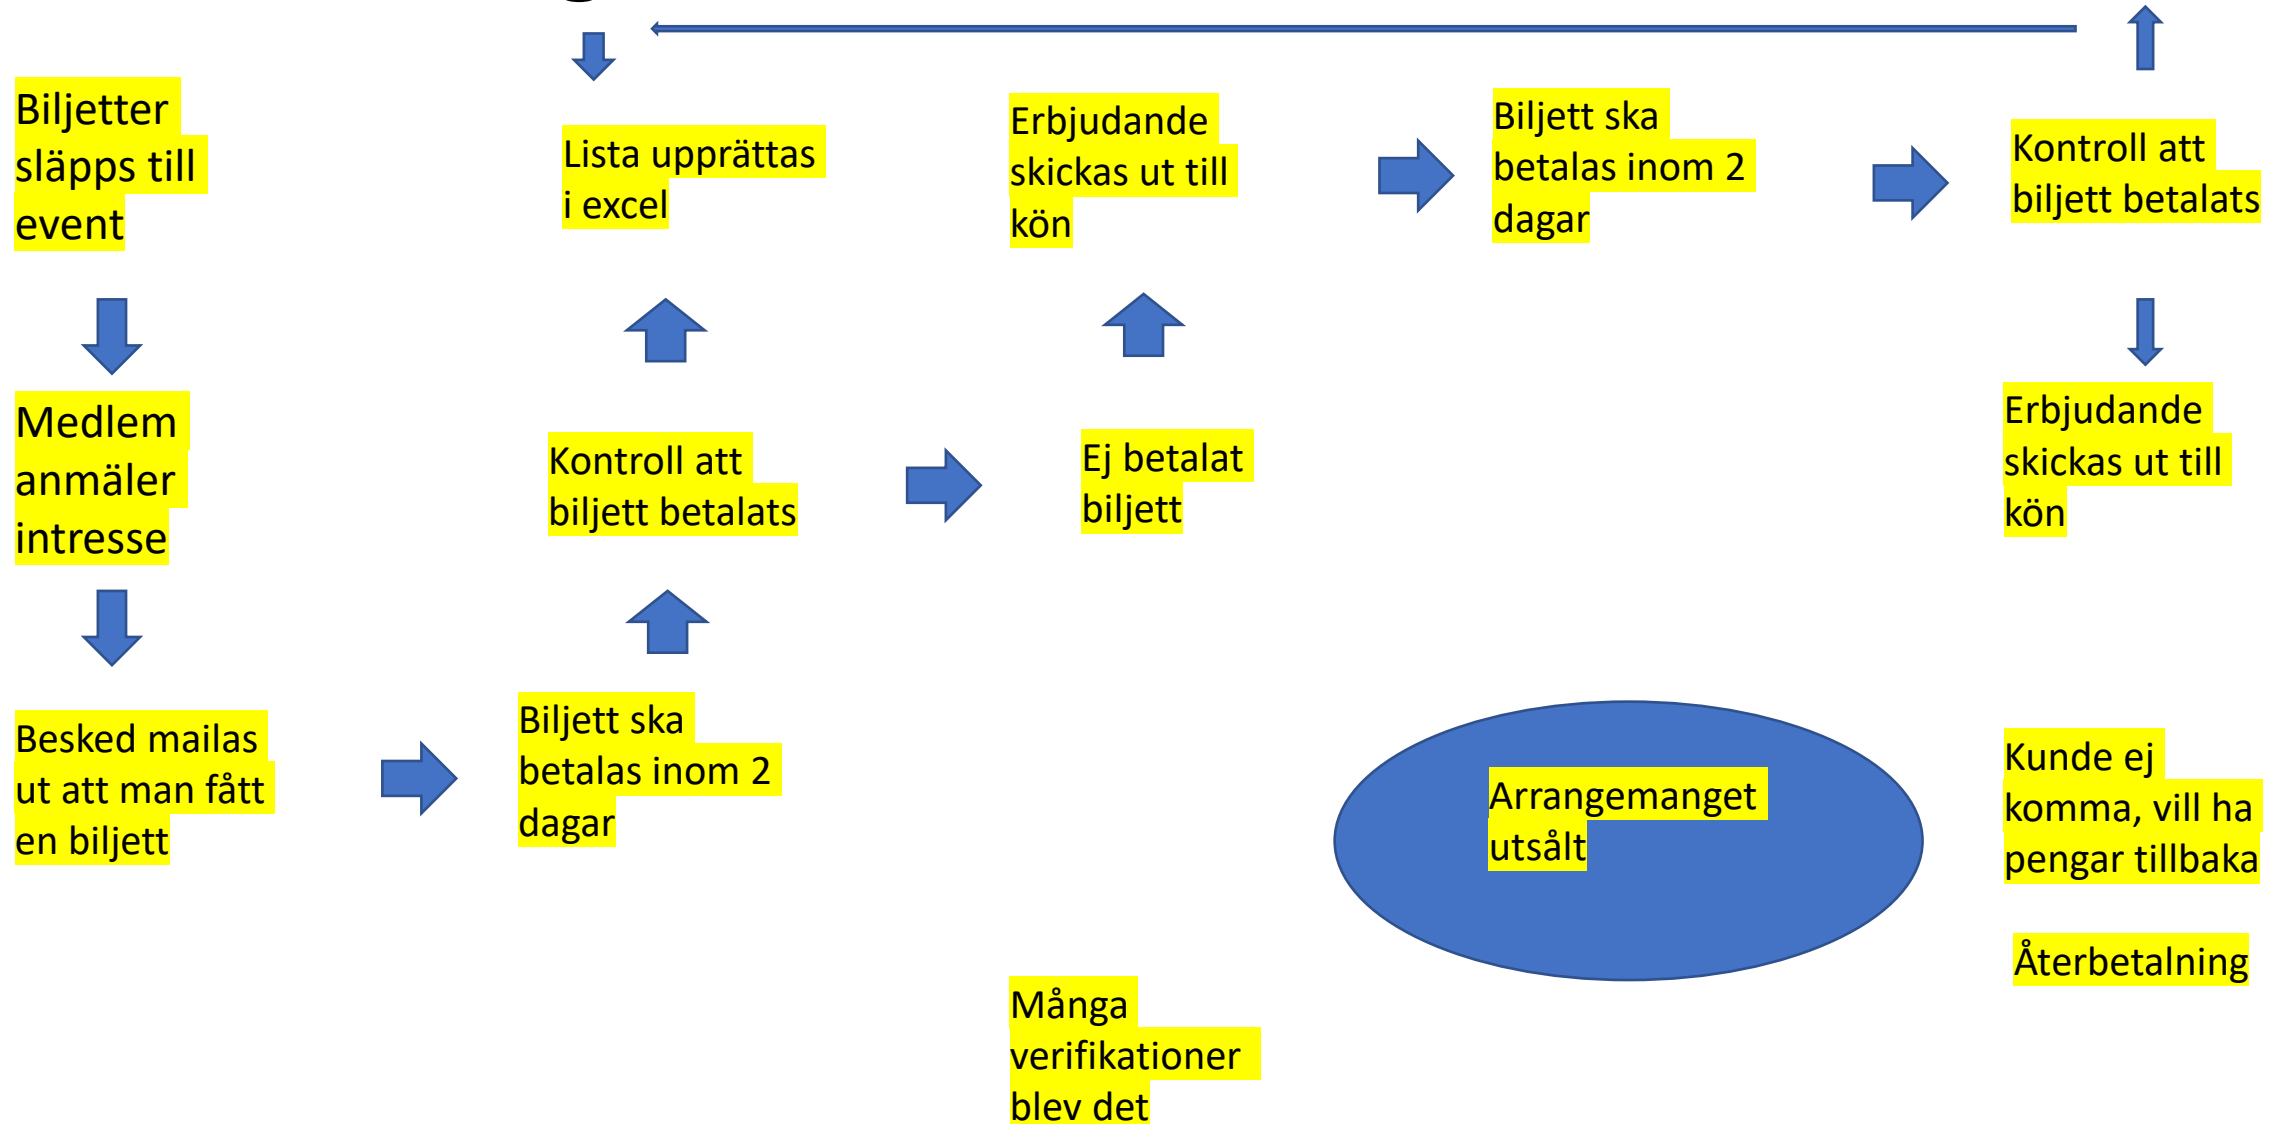 Biljetter
släpps till
event
Medlem
anmäler
intresse
Besked mailas
ut att man fått
en biljett
Biljett ska
betalas inom 2
dagar
Kontroll att
biljett betalats
Lista upprättas
i excel
Ej betalat
biljett
Erbjudande
skickas ut till
kön
Biljett ska
betalas inom 2
dagar
Kontroll att
biljett betalats
Erbjudande
skickas ut till
kön
Arrangemanget
utsålt
Kunde ej
komma, vill ha
pengar tillbaka
Återbetalning
Många
verifikationer
blev det